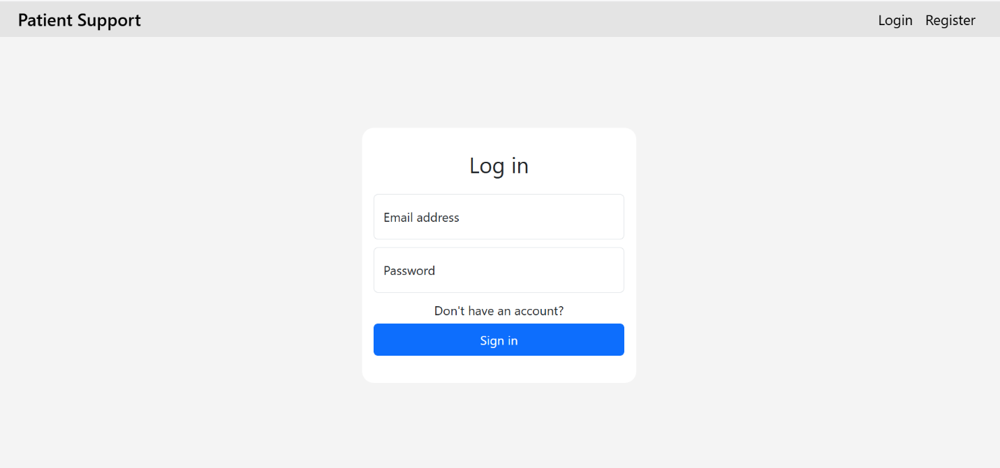 Patient Support
Login Register
Log in
Email address
Password
Don't have an account?
Sign in